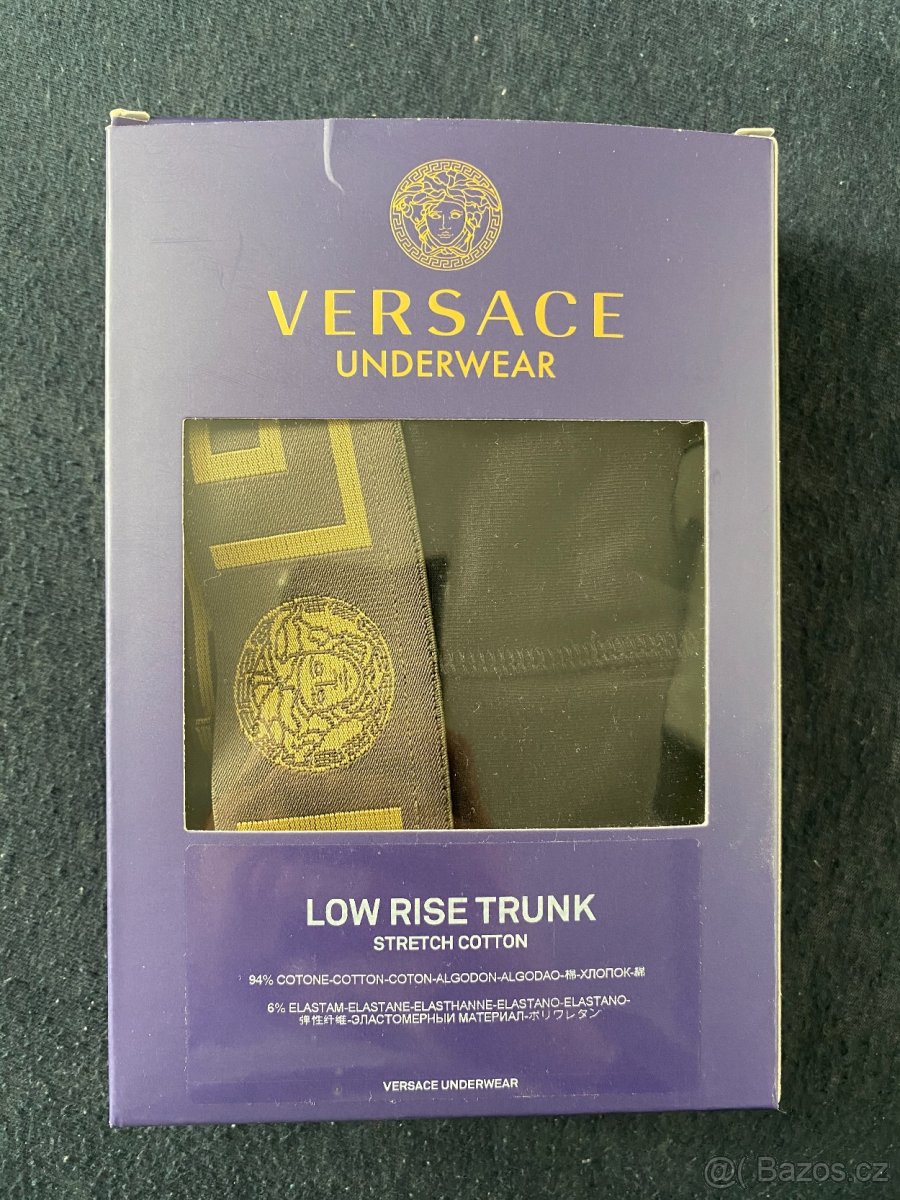 VERSACE
UNDERWEAR
LOW RISE TRUNK
STRETCH COTTON
94% COTONE-COTTON-COTON-ALGODON-ALGODAO-棉-ХЛОПОК-綿
6% ELASTAM-ELASTANE-ELASTHANNE-ELASTANO-ELASTANO-
弹性纤维-ЭЛАСТОМЕРНЫЙ МАТЕРИАЛ-ポリウレタン
VERSACE UNDERWEAR
@( Bazos.cz